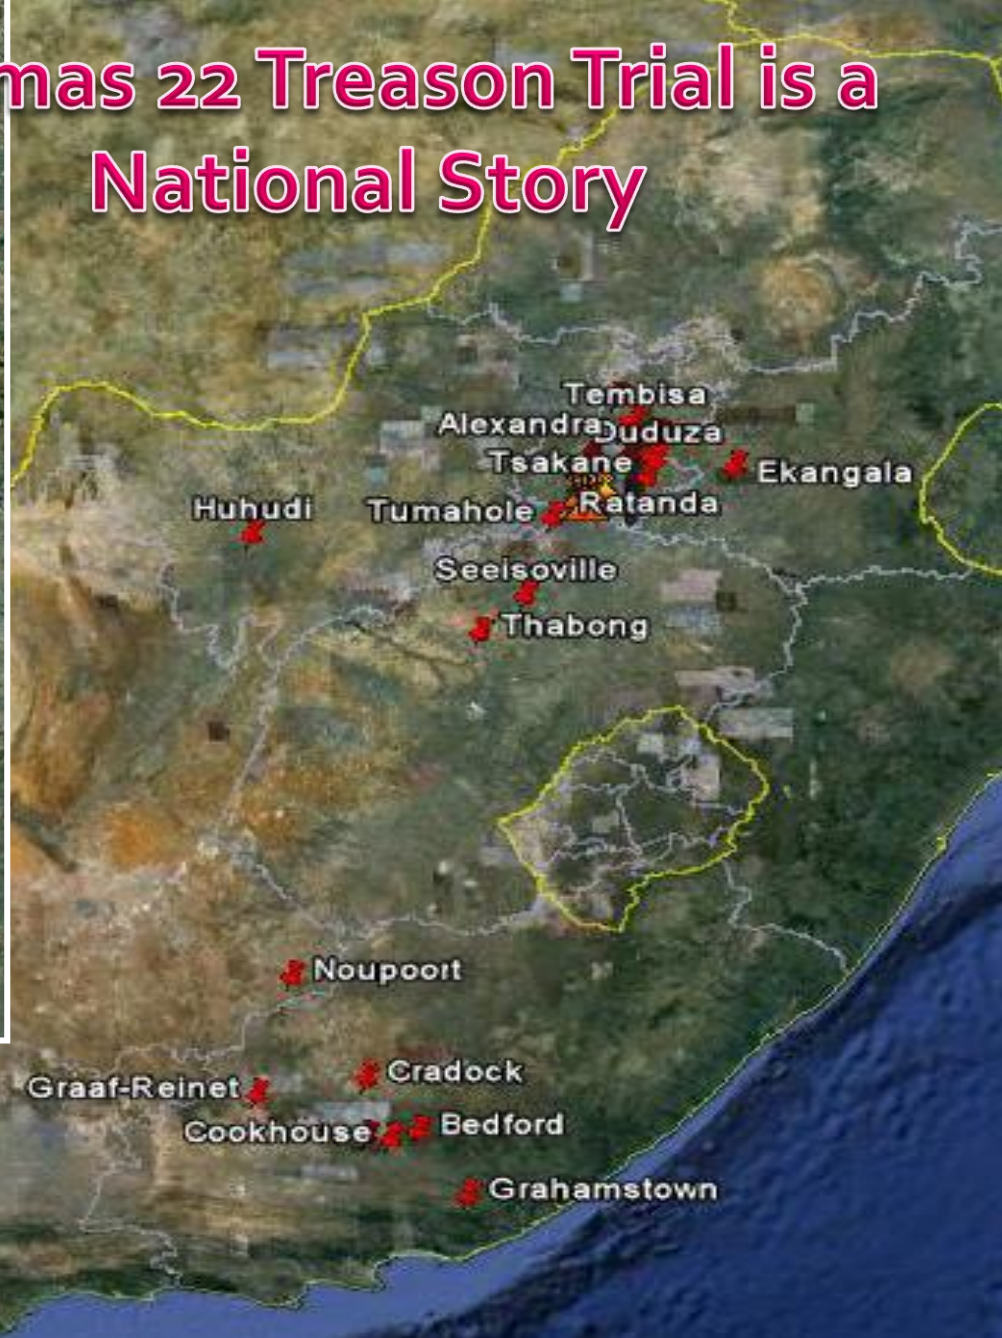 mas 22 Treason Trial is a
National Story
Tembisa
Alexandra
Duduza
Tsakane
Ekangala
Huhudi
Tumahole
Ratanda
Seeisoville
Thabong
Noupoort
Cradock
Graaf-Reinet
Cookhouse
Bedford
Grahamstown